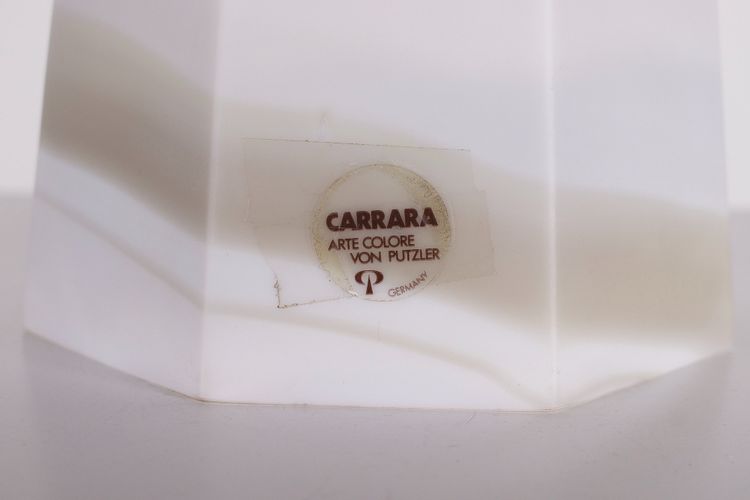 CARRARA
ARTE COLORE
VON PUTZLER
GERMANY